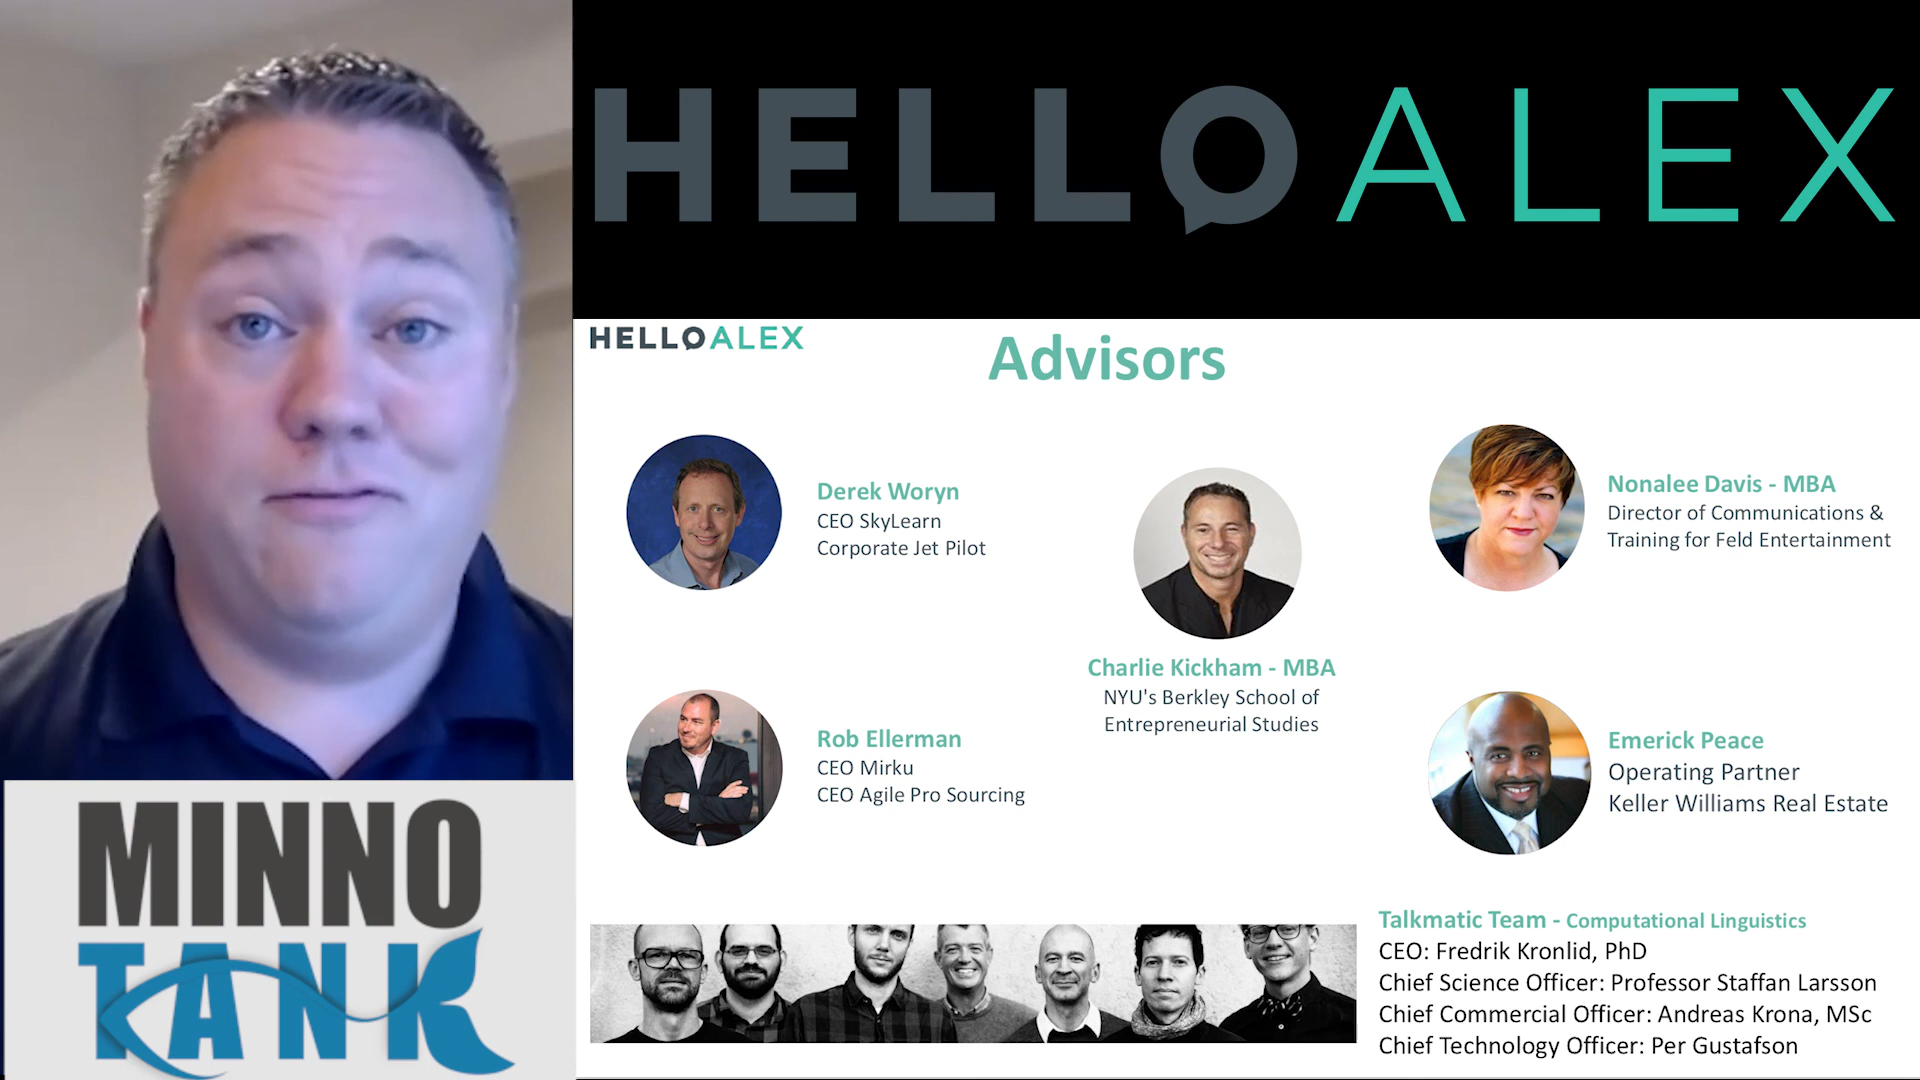 HELLO ALEX
HELLO ALEX
Advisors
Derek Woryn
CEO SkyLearn
Corporate Jet Pilot
Charlie Kickham - MBA
NYU's Berkley School of
Entrepreneurial Studies
Nonalee Davis - MBA
Director of Communications &
Training for Feld Entertainment
Rob Ellerman
CEO Mirku
CEO Agile Pro Sourcing
Emerick Peace
Operating Partner
Keller Williams Real Estate
Talkmatic Team - Computational Linguistics
CEO: Fredrik Kronlid, PhD
Chief Science Officer: Professor Staffan Larsson
Chief Commercial Officer: Andreas Krona, MSc
Chief Technology Officer: Per Gustafson
MINNO
TANK